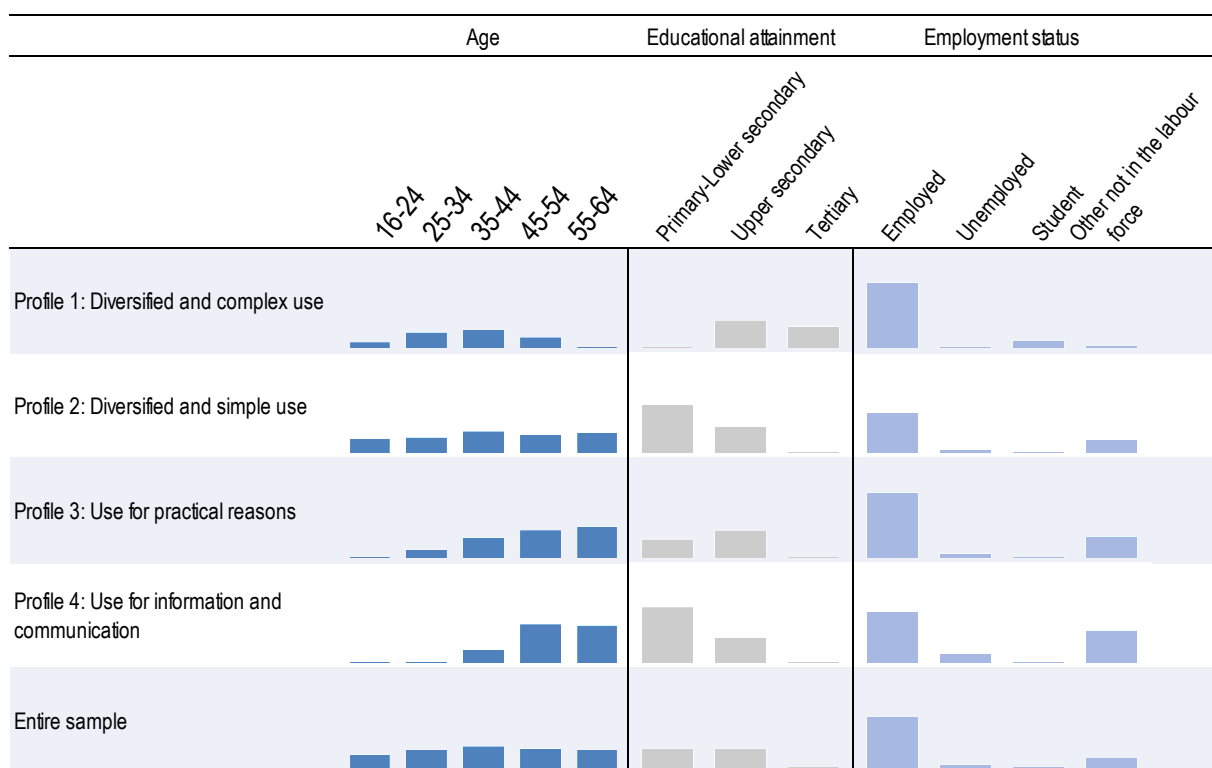 Age Educational attainment Employment status
16-24
25-34
35-44
45-54
55-64
Primary-Lower secondary
Upper secondary
Tertiary
Employed
Unemployed
Student
Other not in the labour
force
Profile 1: Diversified and complex use
Profile 2: Diversified and simple use
Profile 3: Use for practical reasons
Profile 4: Use for information and
communication
Entire sample